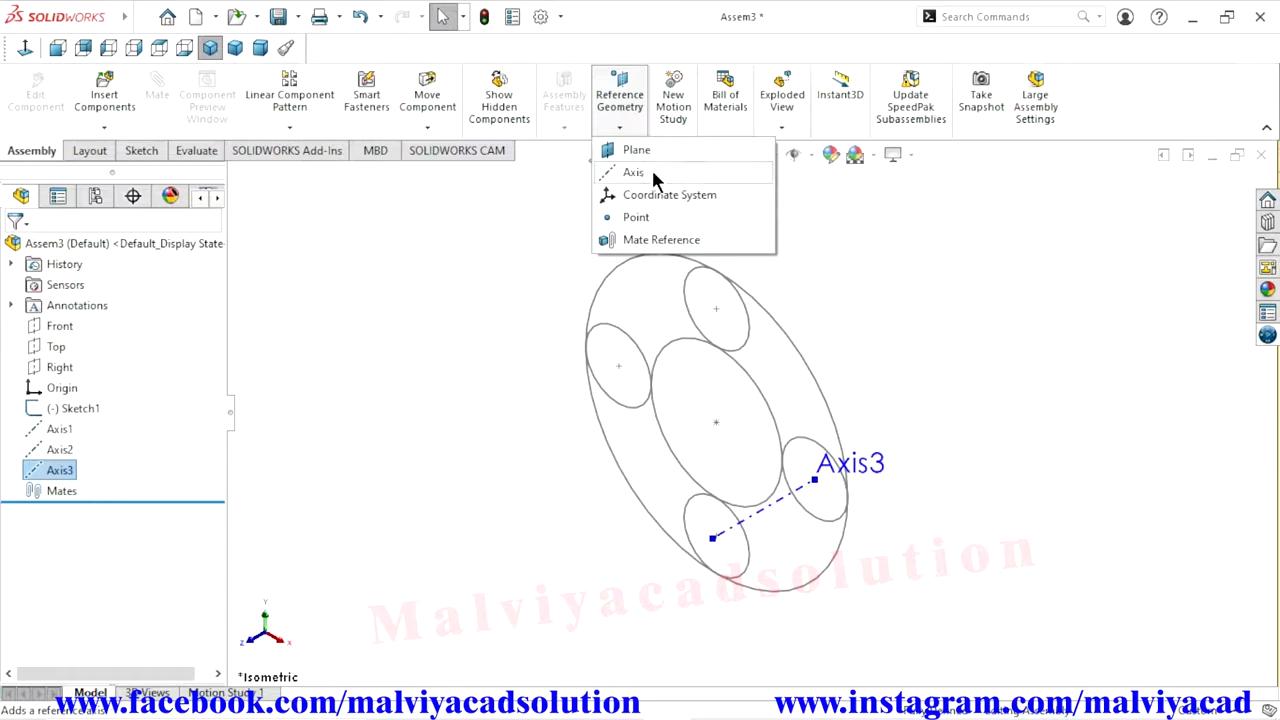 SOLIDWORKS
Assem3 *
Search Commands
Edit Component
Insert Components
Mate
Component Preview Window
Linear Component Pattern
Smart Fasteners
Move Component
Show Hidden Components
Assembly Features
Reference Geometry
New Motion Study
Bill of Materials
Exploded View
Instant3D
Update SpeedPak Subassemblies
Take Snapshot
Large Assembly Settings
Assembly
Layout
Sketch
Evaluate
SOLIDWORKS Add-Ins
MBD
SOLIDWORKS CAM
Plane
Axis
Coordinate System
Point
Mate Reference
Assem3 (Default) <Default_Display State
History
Sensors
Annotations
Front
Top
Right
Origin
(-) Sketch1
Axis1
Axis2
Axis3
Mates
Axis3
Malviyacadsolution
Y
Z
X
*Isometric
Model
3D Views
Motion Study 1
www.facebook.com/malviyacadsolution
www.instagram.com/malviyacad
Adds a reference axis